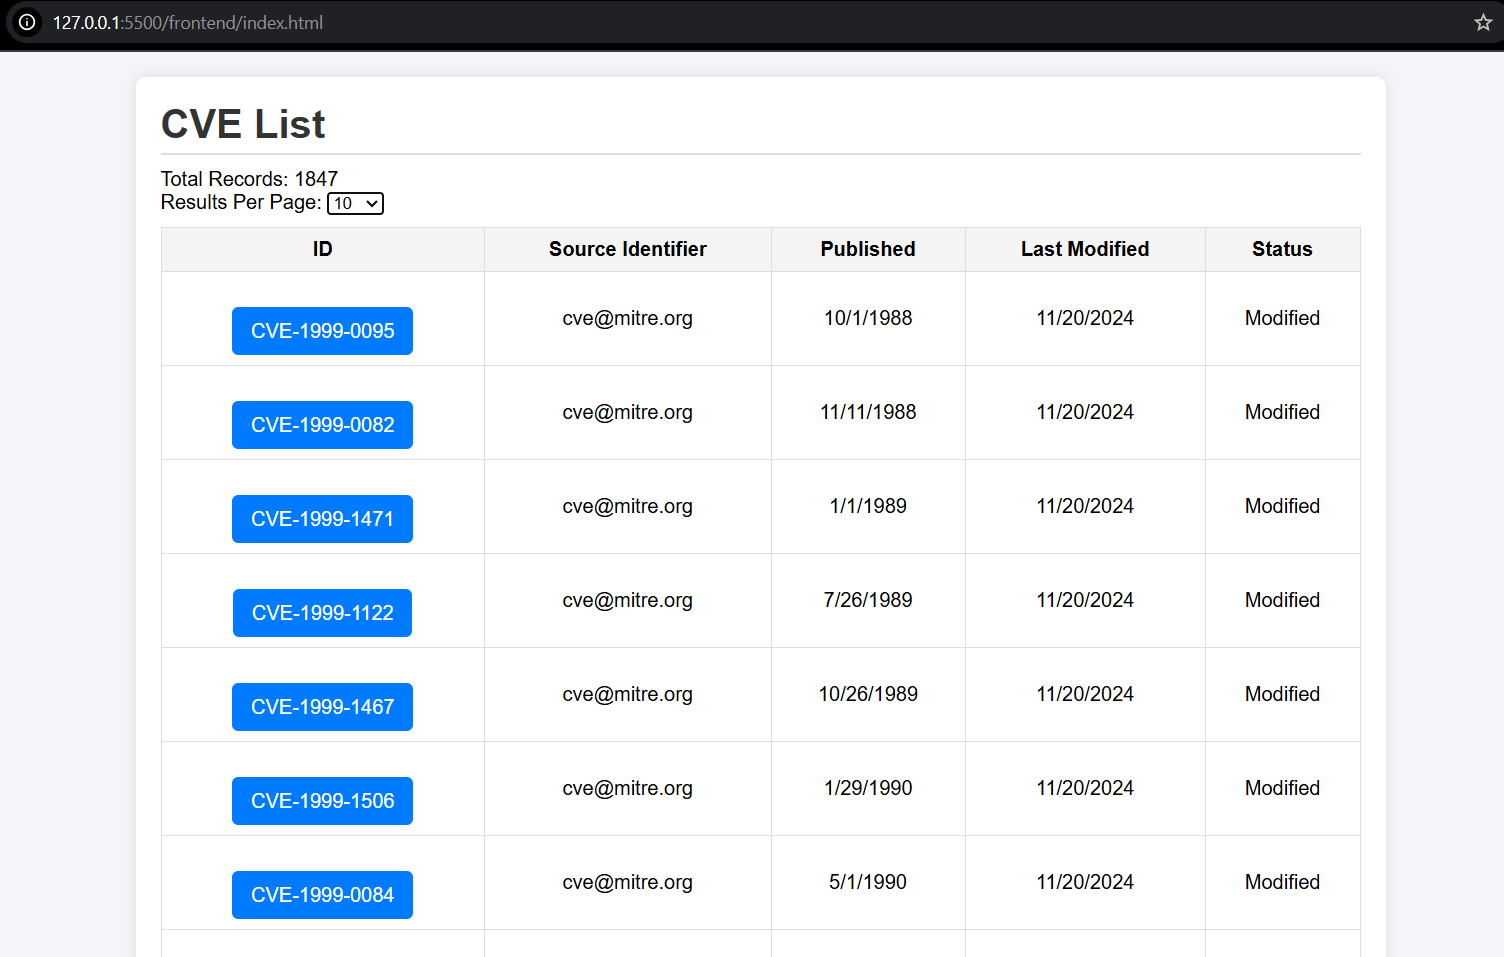 127.0.0.1:5500/frontend/index.html
CVE List
Total Records: 1847
Results Per Page: 10
ID Source Identifier Published Last Modified Status
CVE-1999-0095 cve@mitre.org 10/1/1988 11/20/2024 Modified
CVE-1999-0082 cve@mitre.org 11/11/1988 11/20/2024 Modified
CVE-1999-1471 cve@mitre.org 1/1/1989 11/20/2024 Modified
CVE-1999-1122 cve@mitre.org 7/26/1989 11/20/2024 Modified
CVE-1999-1467 cve@mitre.org 10/26/1989 11/20/2024 Modified
CVE-1999-1506 cve@mitre.org 1/29/1990 11/20/2024 Modified
CVE-1999-0084 cve@mitre.org 5/1/1990 11/20/2024 Modified